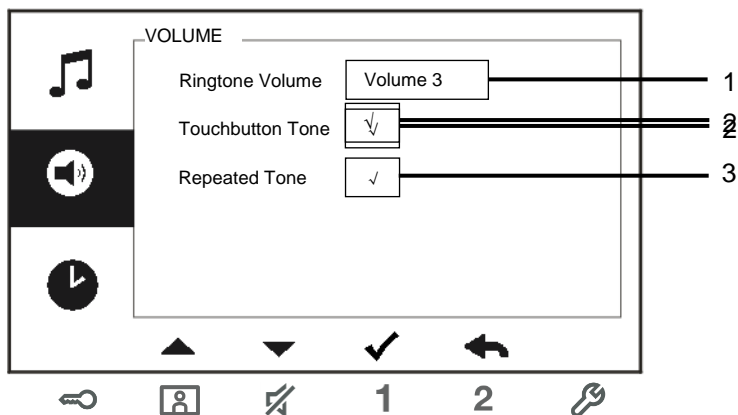 VOLUME
Ringtone Volume Volume 3 1
Touchbutton Tone √ 2
Repeated Tone √ 3
1 2